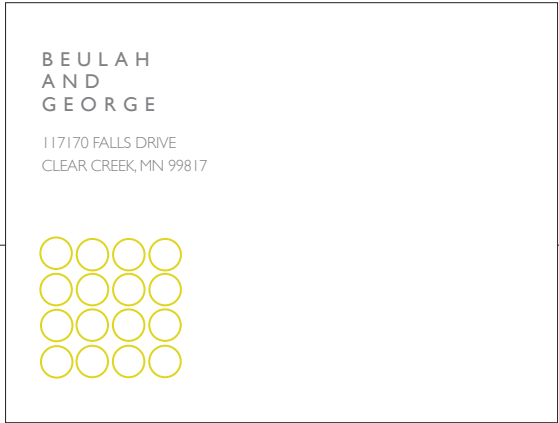 BEULAH
AND
GEORGE
117170 FALLS DRIVE
CLEAR CREEK, MN 99817